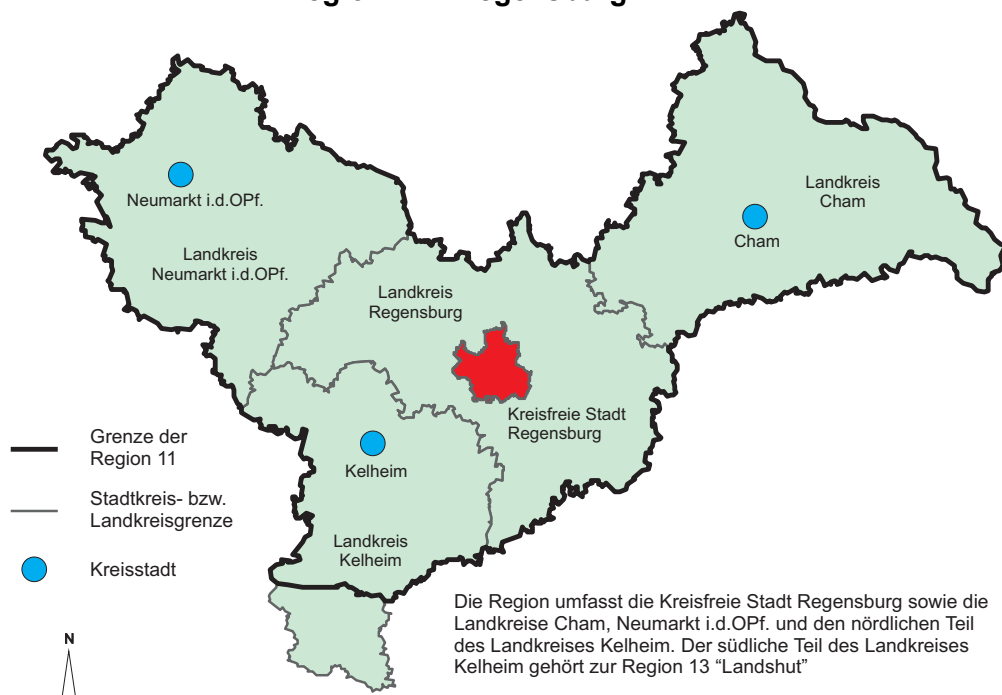 Neumarkt i.d.OPf.
Landkreis
Neumarkt i.d.OPf.
Landkreis
Cham
Cham
Landkreis
Regensburg
Kreisfreie Stadt
Regensburg
Kelheim
Landkreis
Kelheim
Grenze der
Region 11
Stadtkreis- bzw.
Landkreisgrenze
Kreisstadt
N
Die Region umfasst die Kreisfreie Stadt Regensburg sowie die
Landkreise Cham, Neumarkt i.d.OPf. und den nördlichen Teil
des Landkreises Kelheim. Der südliche Teil des Landkreises
Kelheim gehört zur Region 13 “Landshut”